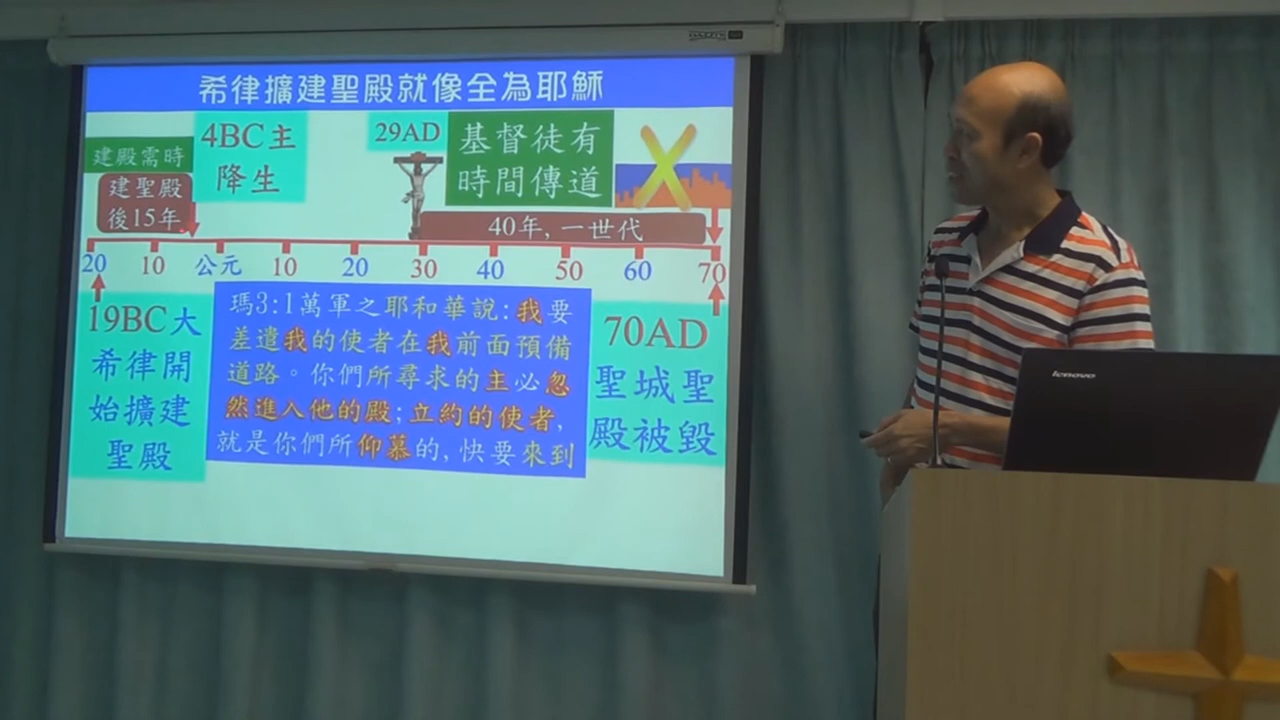 希律擴建聖殿就像全為耶穌
建殿需時
建聖殿
後15年
4BC主
降生
29AD
基督徒有
時間傳道
40年, 一世代
20 10 公元 10 20 30 40 50 60 70
19BC大
希律開
始擴建
聖殿
瑪3:1萬軍之耶和華說:我要
差遣我的使者在我前面預備
道路。你們所尋求的主必忽
然進入他的殿;立約的使者,
就是你們所仰慕的,快要來到
70AD
聖城聖
殿被毀
lenovo